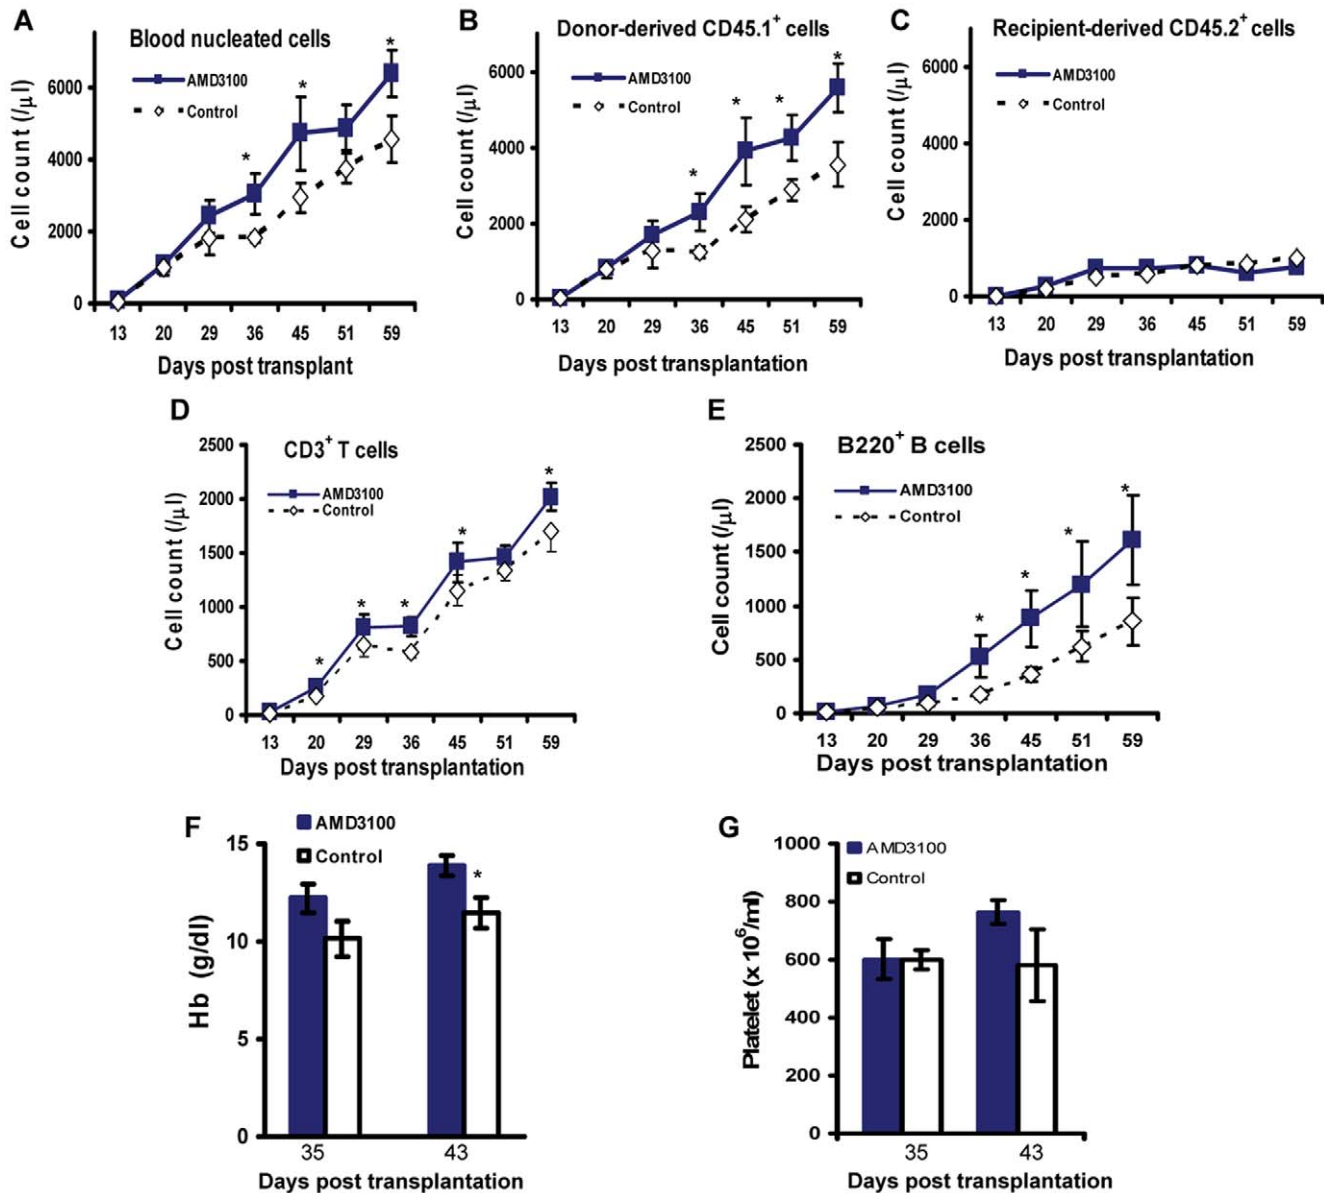 A
Blood nucleated cells
AMD3100
Control
*
*
*
Cell count (/µl)
6000
4000
2000
0
13 20 29 36 45 51 59
Days post transplant
B
Donor-derived CD45.1+ cells
AMD3100
Control
*
*
*
*
Cell count (/µl)
6000
4000
2000
0
13 20 29 36 45 51 59
Days post transplantation
C
Recipient-derived CD45.2+ cells
AMD3100
Control
Cell count (/µl)
6000
4000
2000
0
13 20 29 36 45 51 59
Days post transplantation
D
CD3+ T cells
AMD3100
Control
*
*
*
*
*
Cell count (/µl)
2500
2000
1500
1000
500
0
13 20 29 36 45 51 59
Days post transplantation
E
B220+ B cells
AMD3100
Control
*
*
*
*
Cell count (/µl)
2500
2000
1500
1000
500
0
13 20 29 36 45 51 59
Days post transplantation
F
AMD3100
Control
*
Hb (g/dl)
15
10
5
0
35 43
Days post transplantation
G
AMD3100
Control
Platelet (x 10^6/ml)
1000
800
600
400
200
0
35 43
Days post transplantation